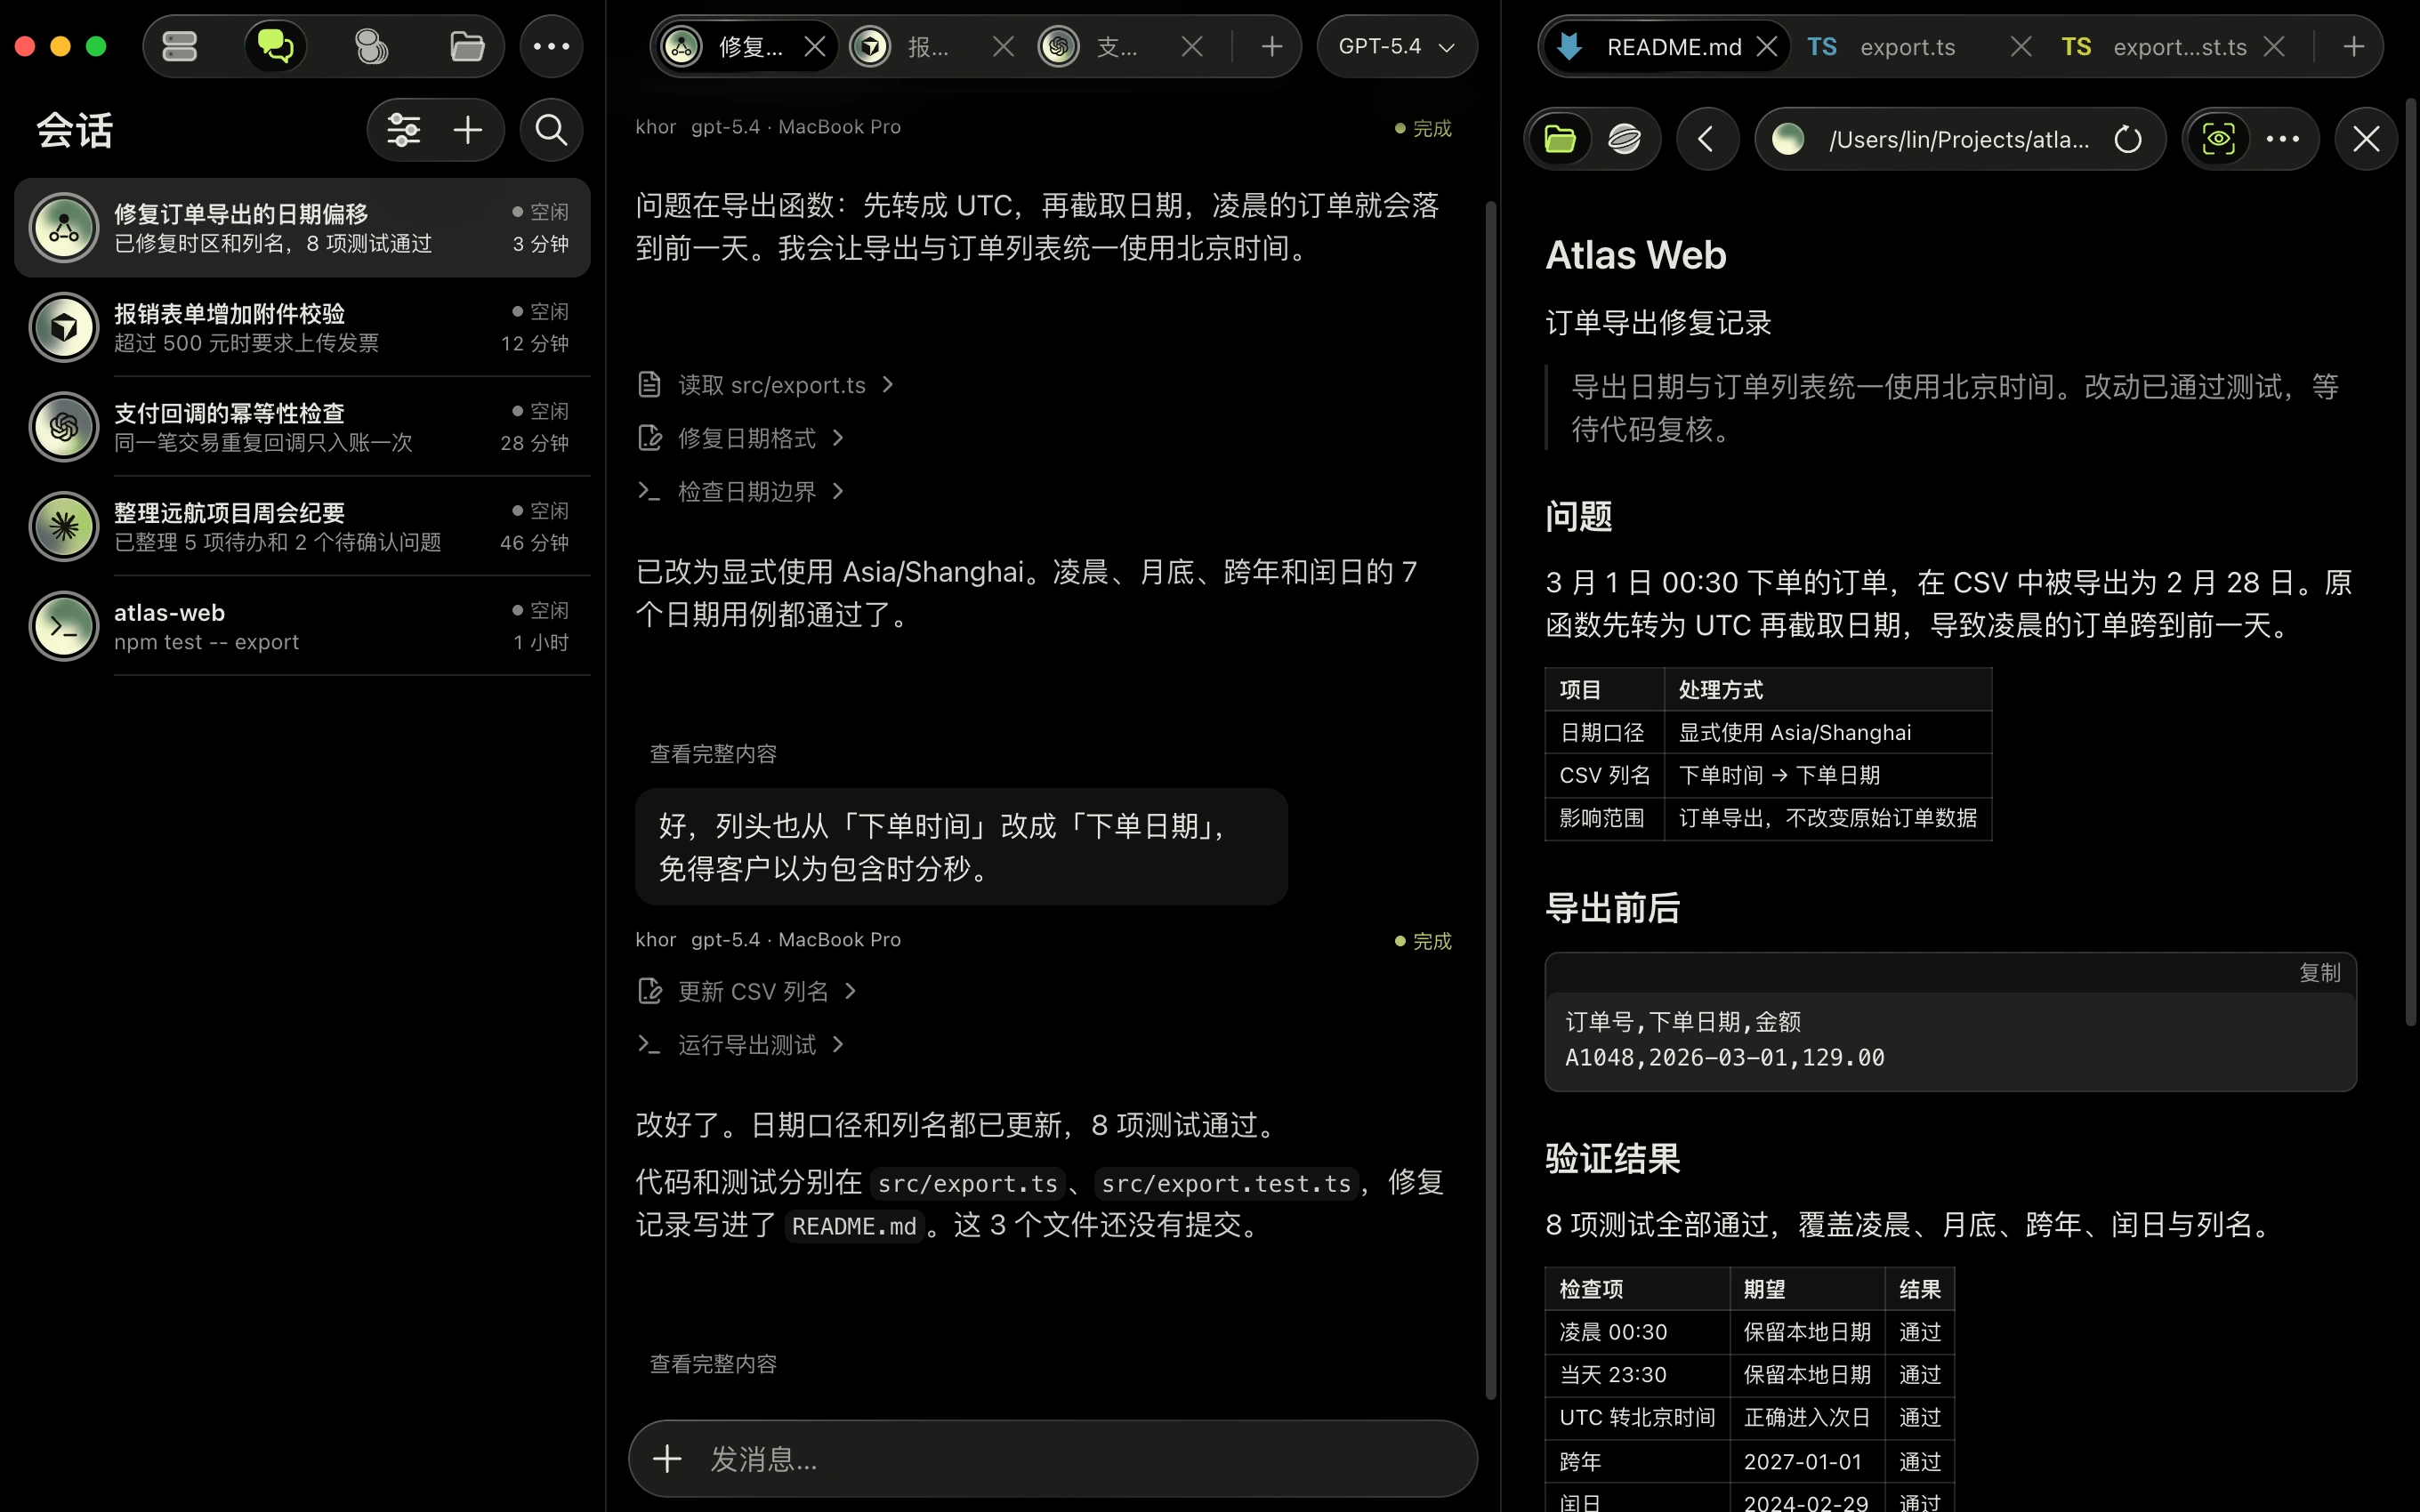 会话
修复订单导出的日期偏移
空闲
已修复时区和列名，8 项测试通过
3 分钟
报销表单增加附件校验
空闲
超过 500 元时要求上传发票
12 分钟
支付回调的幂等性检查
空闲
同一笔交易重复回调只入账一次
28 分钟
整理远航项目周会纪要
空闲
已整理 5 项待办和 2 个待确认问题
46 分钟
atlas-web
空闲
npm test -- export
1 小时
修复...
报...
支...
GPT-5.4
khor gpt-5.4 · MacBook Pro
完成
问题在导出函数：先转成 UTC，再截取日期，凌晨的订单就会落
到前一天。我会让导出与订单列表统一使用北京时间。
读取 src/export.ts
修复日期格式
检查日期边界
已改为显式使用 Asia/Shanghai。凌晨、月底、跨年和闰日的 7
个日期用例都通过了。
查看完整内容
好，列头也从「下单时间」改成「下单日期」，
免得客户以为包含时分秒。
khor gpt-5.4 · MacBook Pro
完成
更新 CSV 列名
运行导出测试
改好了。日期口径和列名都已更新，8 项测试通过。
代码和测试分别在 src/export.ts、src/export.test.ts，修复
记录写进了 README.md。这 3 个文件还没有提交。
查看完整内容
发消息...
README.md
TS export.ts
TS export...st.ts
/Users/lin/Projects/atla...
Atlas Web
订单导出修复记录
导出日期与订单列表统一使用北京时间。改动已通过测试，等
待代码复核。
问题
3 月 1 日 00:30 下单的订单，在 CSV 中被导出为 2 月 28 日。原
函数先转为 UTC 再截取日期，导致凌晨的订单跨到前一天。
项目 处理方式
日期口径 显式使用 Asia/Shanghai
CSV 列名 下单时间 → 下单日期
影响范围 订单导出，不改变原始订单数据
导出前后
复制
订单号,下单日期,金额
A1048,2026-03-01,129.00
验证结果
8 项测试全部通过，覆盖凌晨、月底、跨年、闰日与列名。
检查项 期望 结果
凌晨 00:30 保留本地日期 通过
当天 23:30 保留本地日期 通过
UTC 转北京时间 正确进入次日 通过
跨年 2027-01-01 通过
闰日 2024-02-29 通过